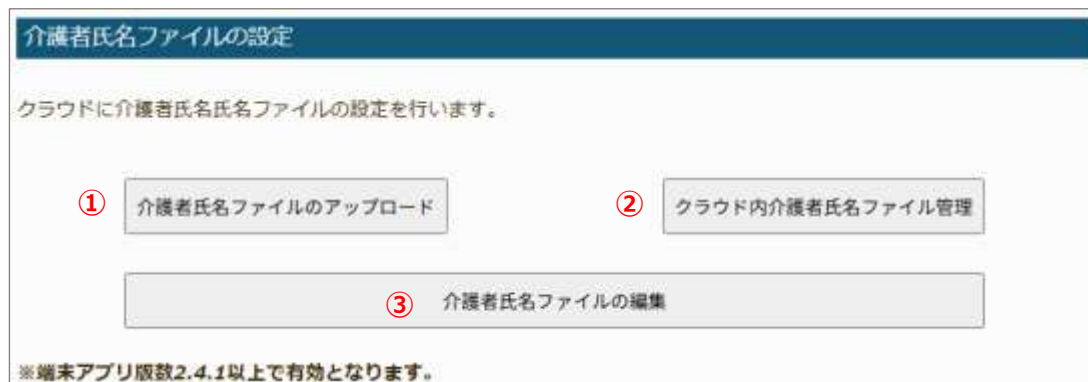 介護者氏名ファイルの設定
クラウドに介護者氏名氏名ファイルの設定を行います。
① 介護者氏名ファイルのアップロード ② クラウド内介護者氏名ファイル管理
③ 介護者氏名ファイルの編集
※端末アプリ版数2.4.1以上で有効となります。